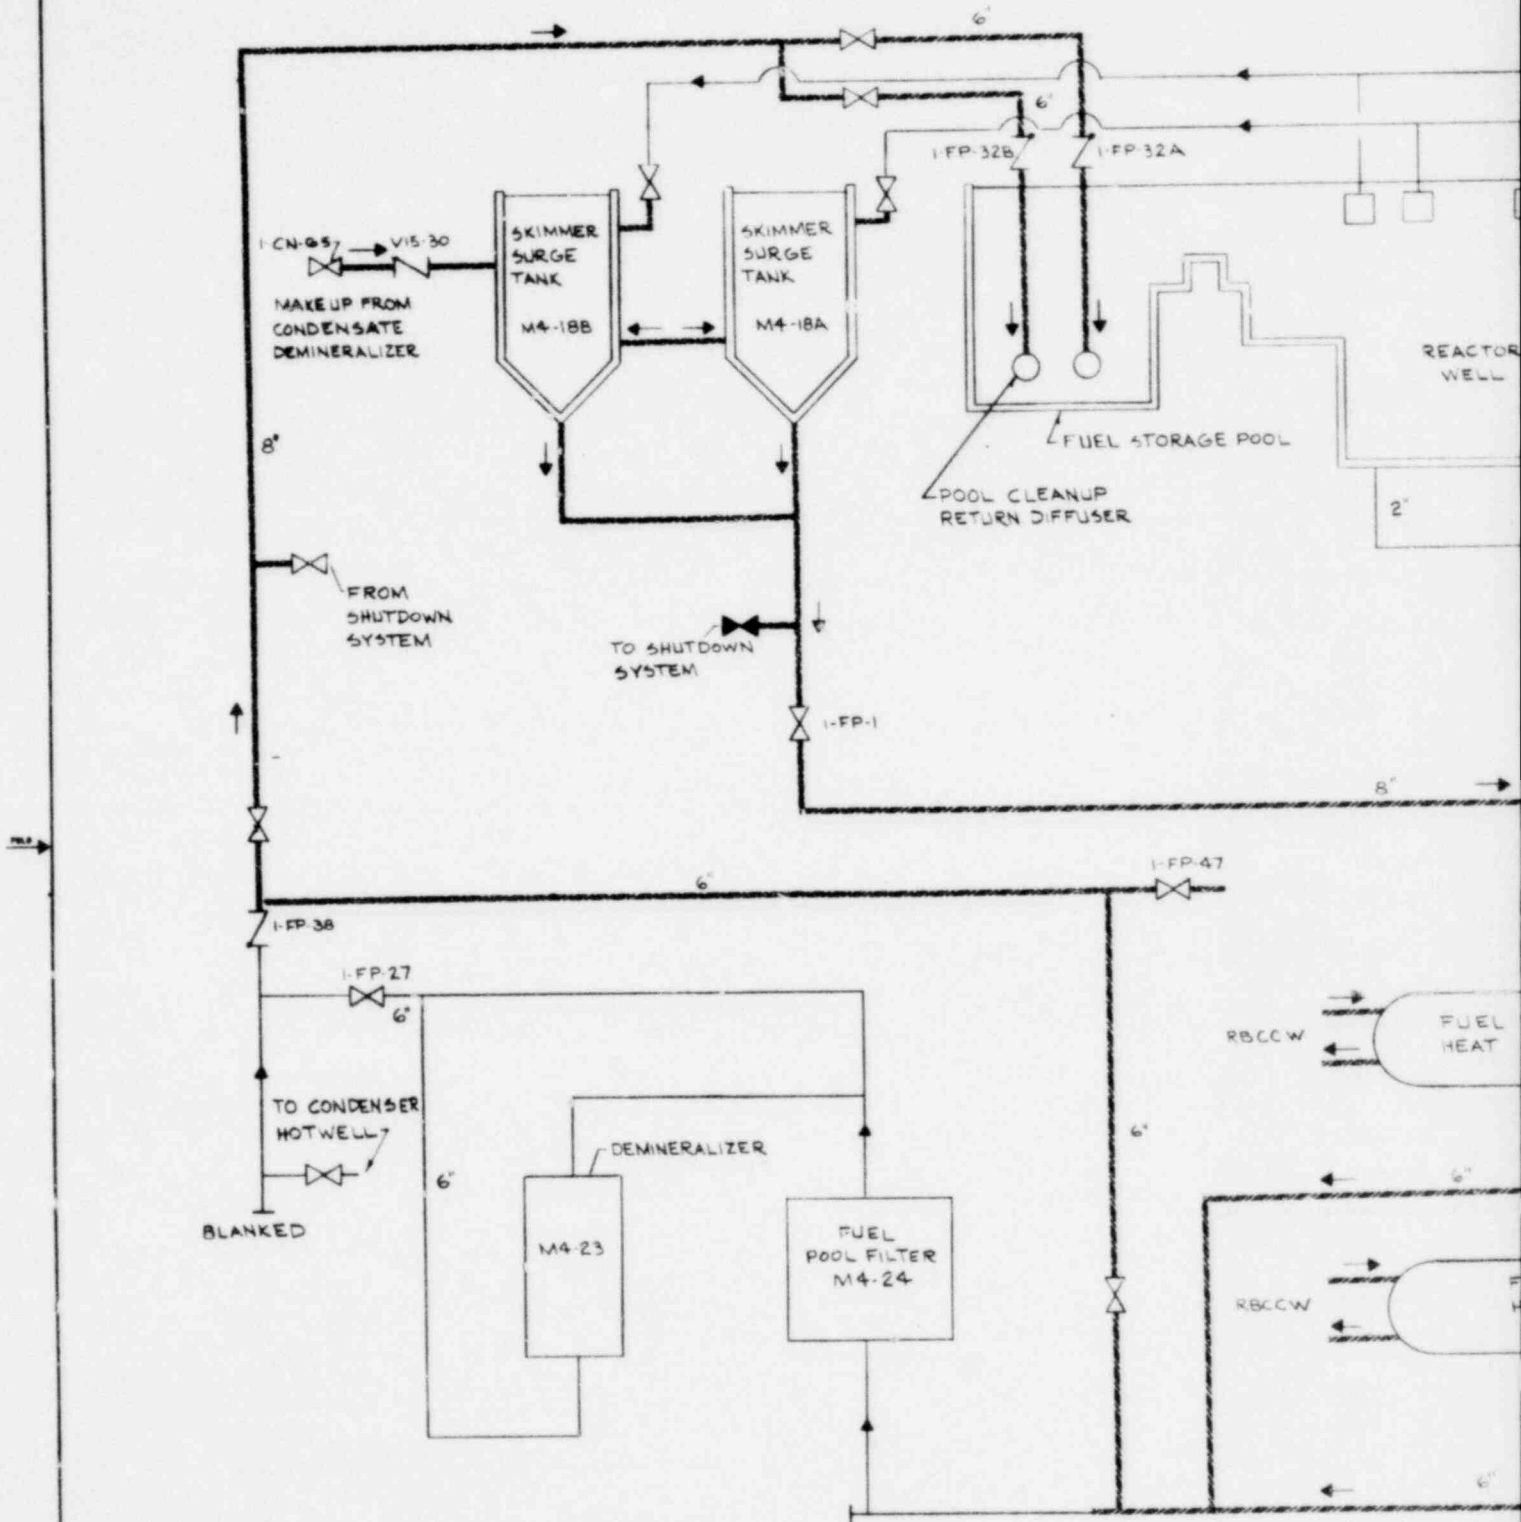 6"
6"
1-FP-32B
1-FP-32A
1-CN-65
V15-30
SKIMMER
SURGE
TANK
M4-18B
SKIMMER
SURGE
TANK
M4-18A
MAKEUP FROM
CONDENSATE
DEMINERALIZER
REACTOR
WELL
8"
FUEL STORAGE POOL
POOL CLEANUP
RETURN DIFFUSER
2"
FROM
SHUTDOWN
SYSTEM
TO SHUTDOWN
SYSTEM
1-FP-1
8"
FOLD
1-FP-47
6"
1-FP-38
1-FP-27
6"
RBCCW
FUEL
HEAT
TO CONDENSER
HOTWELL
6"
DEMINERALIZER
6"
6"
BLANKED
M4-23
FUEL
POOL FILTER
M4-24
RBCCW
F
H
6"